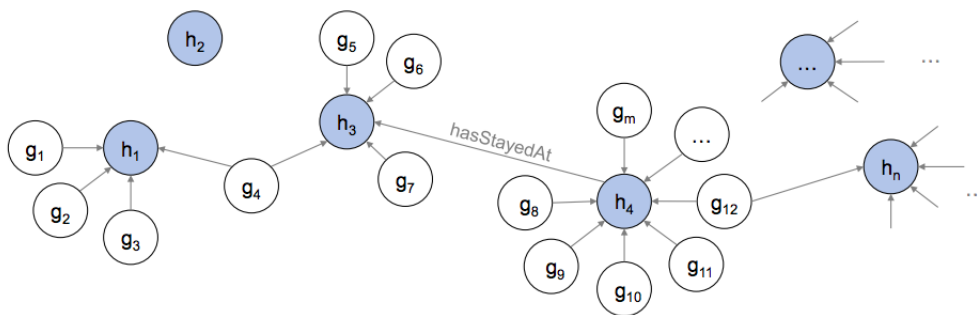 h2
g5
g6
...
...
gm
...
h3
hasStayedAt
g1
h1
hn
g4
g7
g2
g8
h4
g12
...
g3
g9
g10
g11